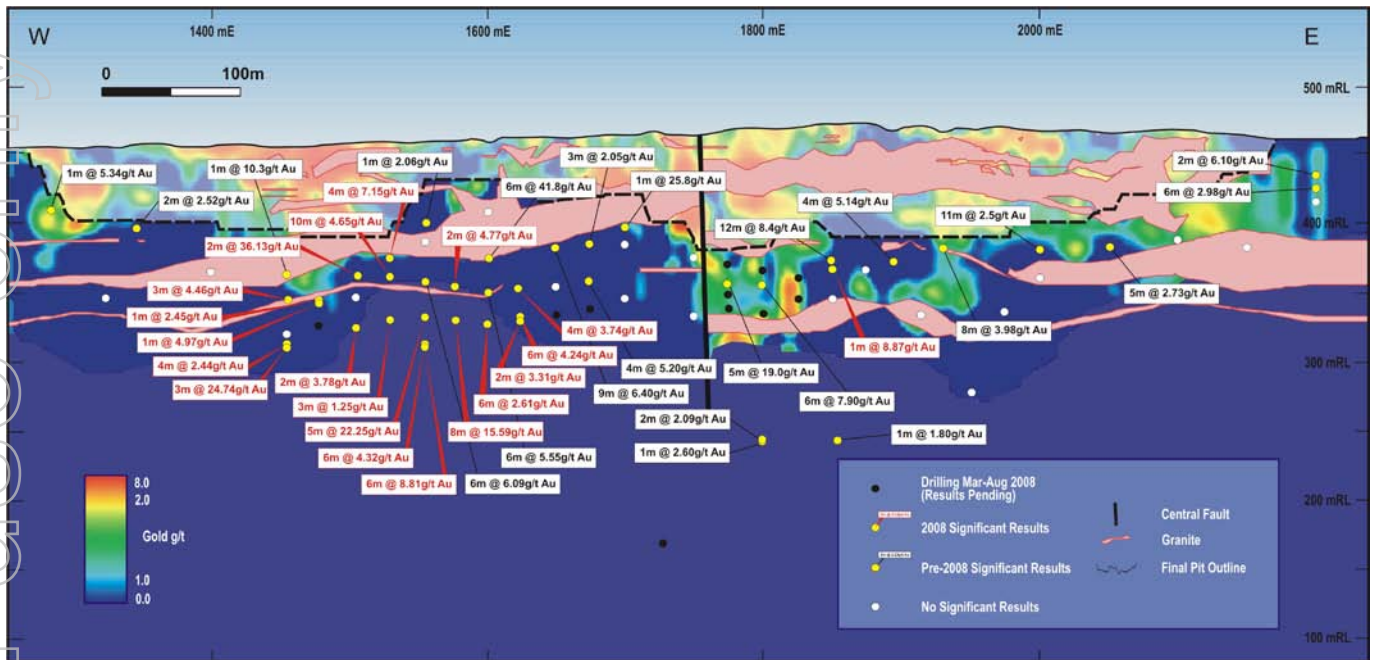 W
1400 mE
1600 mE
1800 mE
2000 mE
E
0
100m
500 mRL
1m @ 5.34g/t Au
2m @ 2.52g/t Au
1m @ 10.3g/t Au
4m @ 7.15g/t Au
1m @ 2.06g/t Au
6m @ 41.8g/t Au
3m @ 2.05g/t Au
1m @ 25.8g/t Au
2m @ 6.10g/t Au
6m @ 2.98g/t Au
4m @ 5.14g/t Au
11m @ 2.5g/t Au
10m @ 4.65g/t Au
2m @ 4.77g/t Au
12m @ 8.4g/t Au
400 mRL
2m @ 36.13g/t Au
3m @ 4.46g/t Au
5m @ 2.73g/t Au
1m @ 2.45g/t Au
4m @ 3.74g/t Au
8m @ 3.98g/t Au
1m @ 4.97g/t Au
1m @ 8.87g/t Au
6m @ 4.24g/t Au
300 mRL
4m @ 2.44g/t Au
4m @ 5.20g/t Au
5m @ 19.0g/t Au
3m @ 24.74g/t Au
2m @ 3.78g/t Au
2m @ 3.31g/t Au
9m @ 6.40g/t Au
6m @ 7.90g/t Au
3m @ 1.25g/t Au
6m @ 2.61g/t Au
2m @ 2.09g/t Au
5m @ 22.25g/t Au
8m @ 15.59g/t Au
1m @ 1.80g/t Au
1m @ 2.60g/t Au
6m @ 4.32g/t Au
6m @ 5.55g/t Au
6m @ 8.81g/t Au
6m @ 6.09g/t Au
8.0
2.0
Gold g/t
1.0
0.0
200 mRL
100 mRL
Drilling Mar-Aug 2008
(Results Pending)
2008 Significant Results
Pre-2008 Significant Results
No Significant Results
Central Fault
Granite
Final Pit Outline